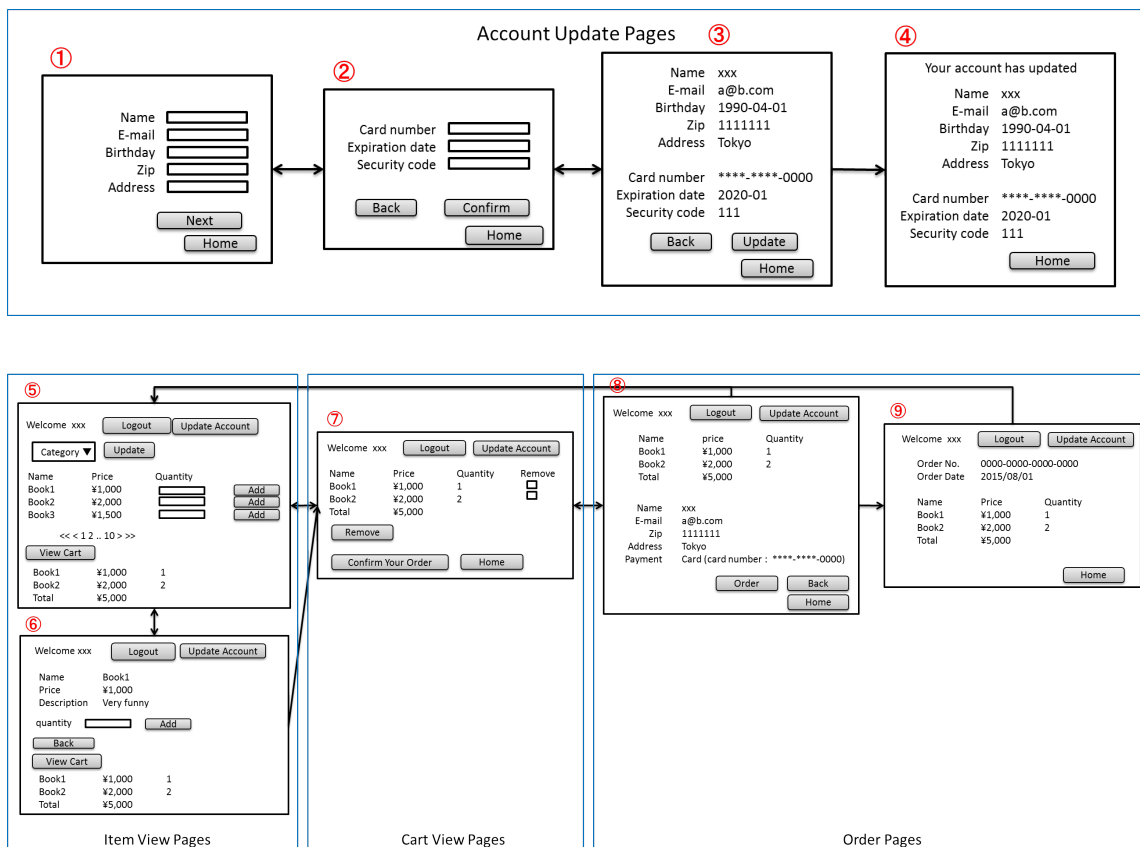 Account Update Pages
①
Name
E-mail
Birthday
Zip
Address
Next
Home
②
Card number
Expiration date
Security code
Back Confirm
Home
③
Name xxx
E-mail a@b.com
Birthday 1990-04-01
Zip 1111111
Address Tokyo
Card number ****-****-0000
Expiration date 2020-01
Security code 111
Back Update
Home
④
Your account has updated
Name xxx
E-mail a@b.com
Birthday 1990-04-01
Zip 1111111
Address Tokyo
Card number ****-****-0000
Expiration date 2020-01
Security code 111
Home
⑤
Welcome xxx Logout Update Account
Category ▼ Update
Name Price Quantity
Book1 ¥1,000 Add
Book2 ¥2,000 Add
Book3 ¥1,500 Add
<< < 1 2 .. 10 > >>
View Cart
Book1 ¥1,000 1
Book2 ¥2,000 2
Total ¥5,000
⑥
Welcome xxx Logout Update Account
Name Book1
Price ¥1,000
Description Very funny
quantity Add
Back
View Cart
Book1 ¥1,000 1
Book2 ¥2,000 2
Total ¥5,000
Item View Pages
⑦
Welcome xxx Logout Update Account
Name Price Quantity Remove
Book1 ¥1,000 1
Book2 ¥2,000 2
Total ¥5,000
Remove
Confirm Your Order Home
Cart View Pages
⑧
Welcome xxx Logout Update Account
Name price Quantity
Book1 ¥1,000 1
Book2 ¥2,000 2
Total ¥5,000
Name xxx
E-mail a@b.com
Zip 1111111
Address Tokyo
Payment Card (card number : ****-****-0000)
Order Back
Home
⑨
Welcome xxx Logout Update Account
Order No. 0000-0000-0000-0000
Order Date 2015/08/01
Name Price Quantity
Book1 ¥1,000 1
Book2 ¥2,000 2
Total ¥5,000
Home
Order Pages